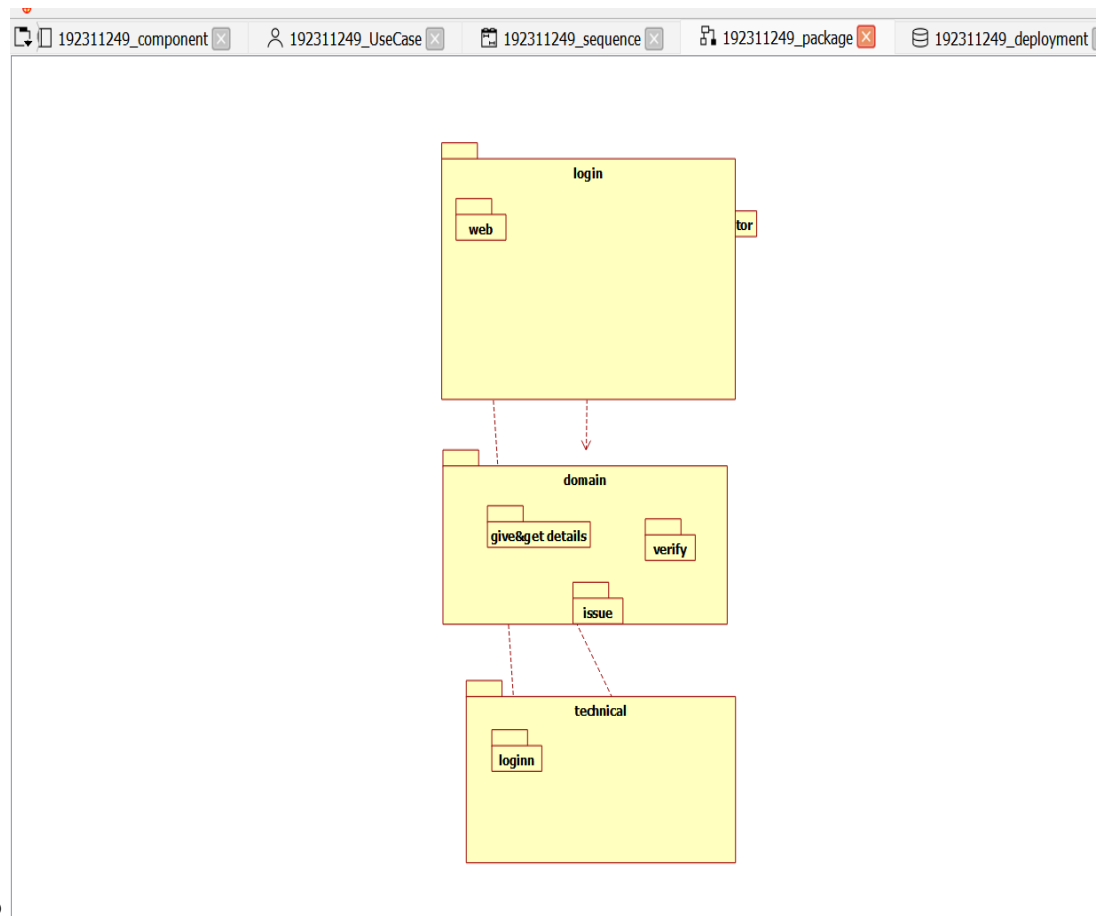 192311249_component
192311249_UseCase
192311249_sequence
192311249_package
192311249_deployment
login
web
tor
domain
give&get details
verify
issue
technical
loginn